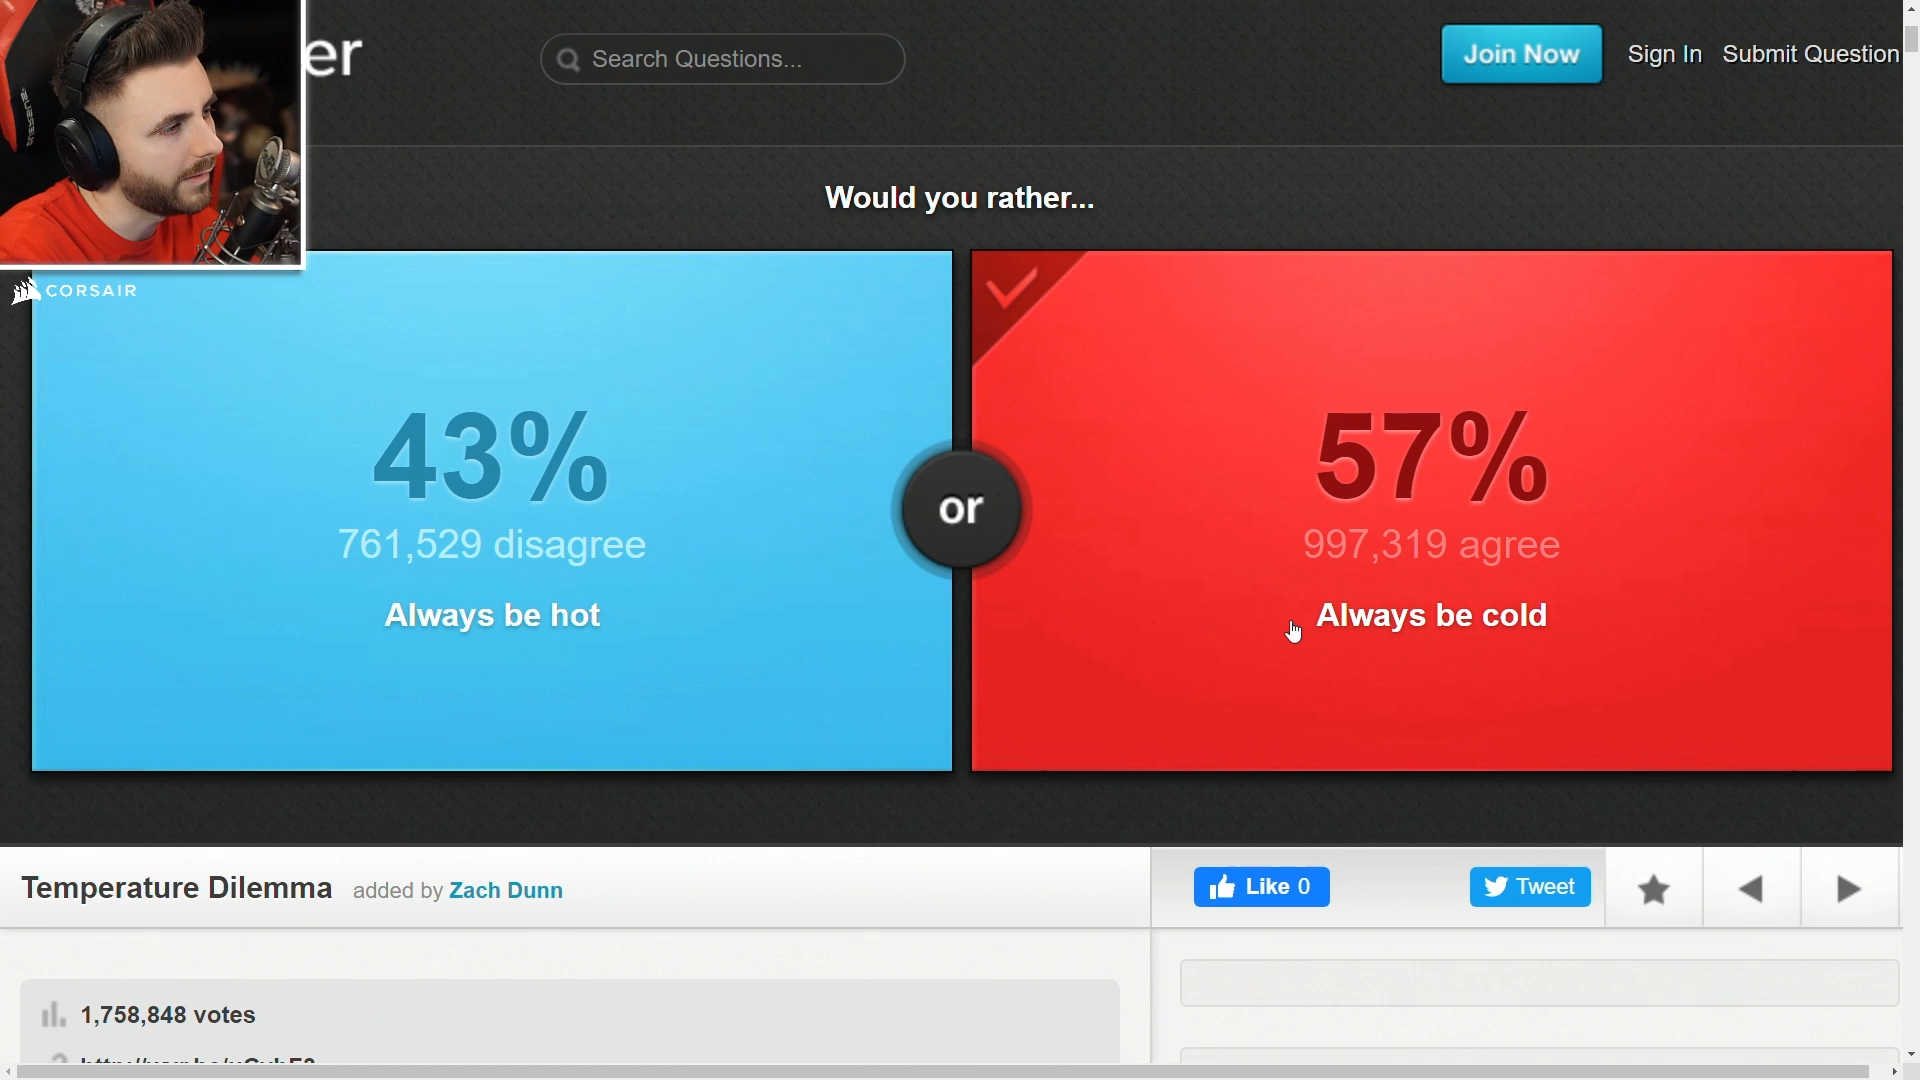 er
Search Questions...
Join Now
Sign In
Submit Question
Would you rather...
CORSAIR
43%
761,529 disagree
Always be hot
or
57%
997,319 agree
Always be cold
Temperature Dilemma added by Zach Dunn
Like 0
Tweet
1,758,848 votes